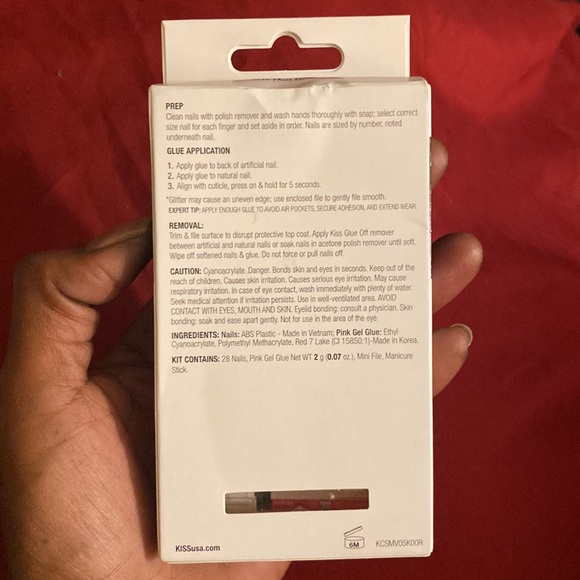 PREP
Clean nails with polish remover and wash hands thoroughly with soap; select correct
size nail for each finger and set aside in order. Nails are sized by number, noted
underneath nail.
GLUE APPLICATION
1. Apply glue to back of artificial nail.
2. Apply glue to natural nail.
3. Align with cuticle, press on & hold for 5 seconds.
*Glitter may cause an uneven edge; use enclosed file to gently file smooth.
EXPERT TIP: APPLY ENOUGH GLUE TO AVOID AIR POCKETS, SECURE ADHESION, AND EXTEND WEAR.
REMOVAL:
Trim & file surface to disrupt protective top coat. Apply Kiss Glue Off remover
between artificial and natural nails or soak nails in acetone polish remover until soft.
Wipe off softened nails & glue. Do not force or pull nails off.
CAUTION: Cyanoacrylate. Danger. Bonds skin and eyes in seconds. Keep out of the
reach of children. Causes skin irritation. Causes serious eye irritation. May cause
respiratory irritation. In case of eye contact, wash immediately with plenty of water.
Seek medical attention if irritation persists. Use in well-ventilated area. AVOID
CONTACT WITH EYES, MOUTH AND SKIN. Eyelid bonding: consult a physician. Skin
bonding: soak and ease apart gently. Not for use in the area of the eye.
INGREDIENTS: Nails: ABS Plastic - Made in Vietnam; Pink Gel Glue: Ethyl
Cyanoacrylate, Polymethyl Methacrylate, Red 7 Lake (CI 15850:1)-Made in Korea.
KIT CONTAINS: 28 Nails, Pink Gel Glue Net WT 2 g (0.07 oz.), Mini File, Manicure
Stick.
KISSusa.com
6M
KCSMV05K00R